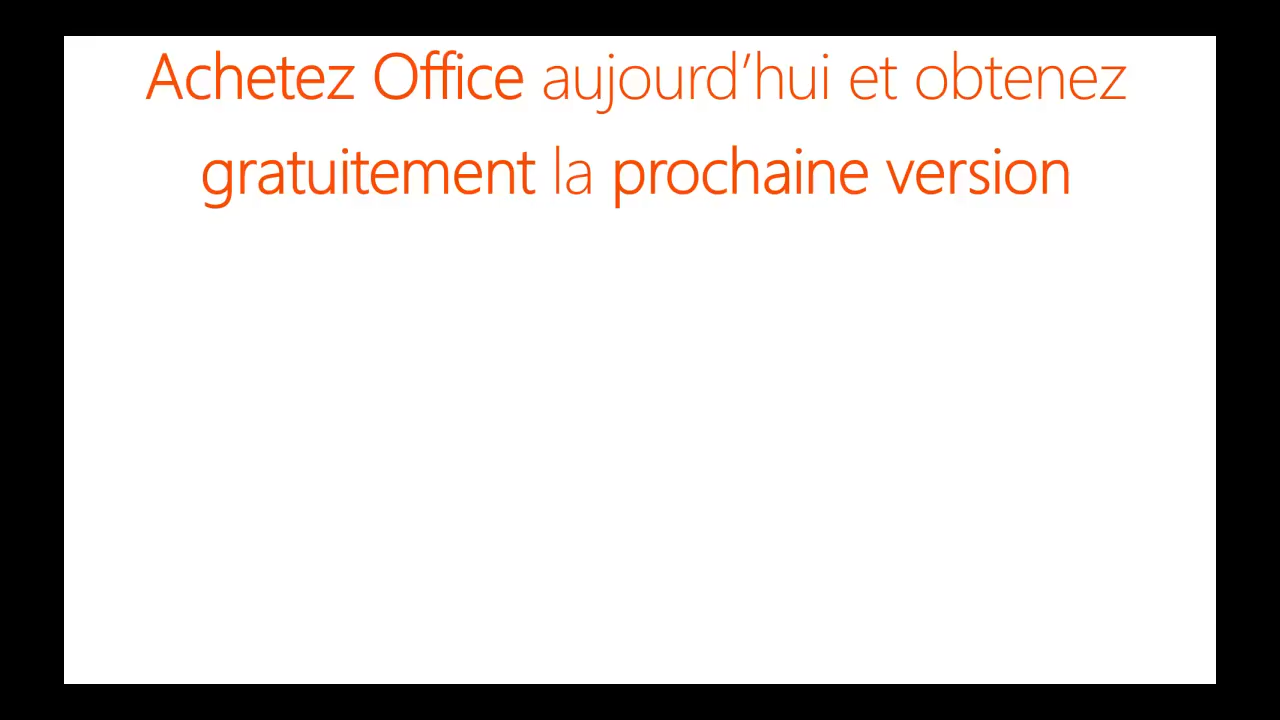 Achetez Office aujourd’hui et obtenez
gratuitement la prochaine version